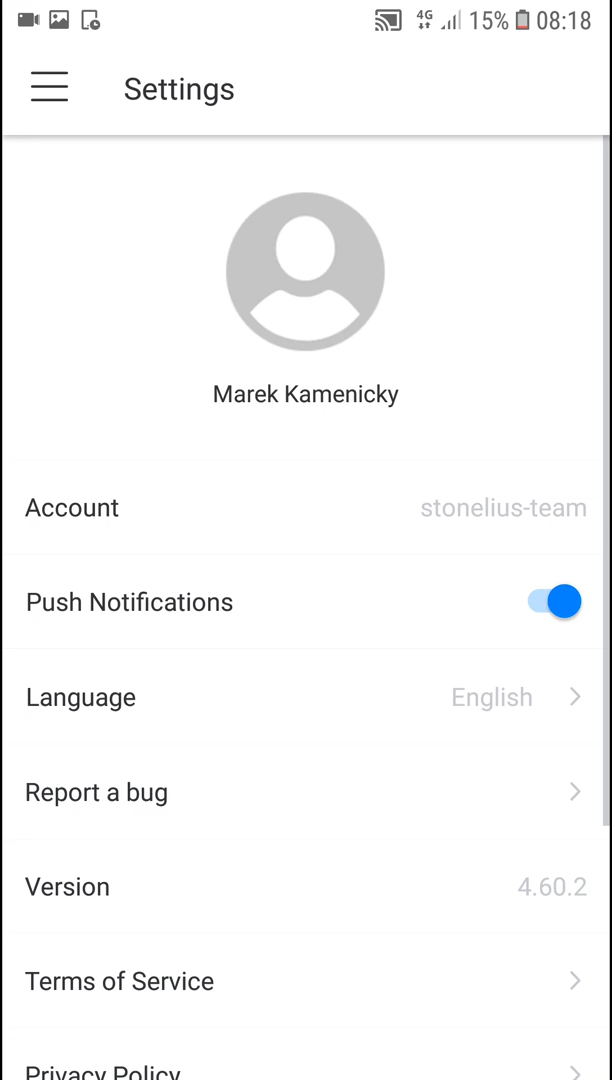 4G 15% 08:18
Settings
Marek Kamenicky
Account stonelius-team
Push Notifications
Language English
Report a bug
Version 4.60.2
Terms of Service
Privacy Policy